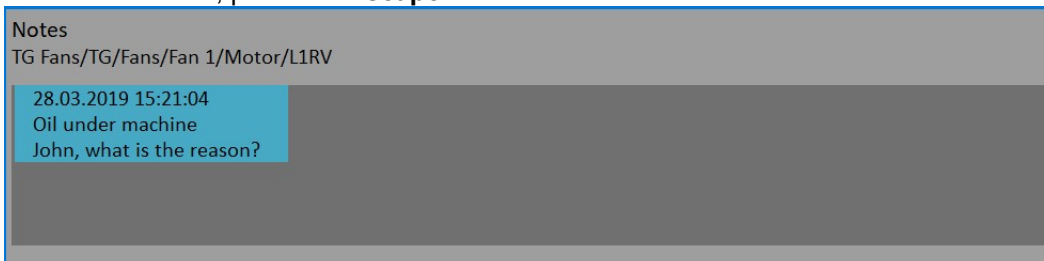 Notes
TG Fans/TG/Fans/Fan 1/Motor/L1RV
28.03.2019 15:21:04
Oil under machine
John, what is the reason?